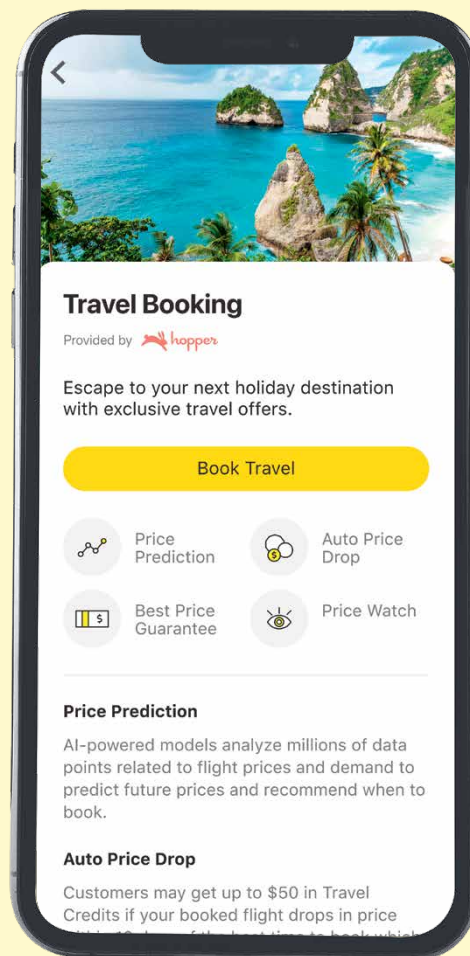 Travel Booking
Provided by hopper
Escape to your next holiday destination
with exclusive travel offers.
Book Travel
Price
Prediction
Auto Price
Drop
Best Price
Guarantee
Price Watch
Price Prediction
AI-powered models analyze millions of data
points related to flight prices and demand to
predict future prices and recommend when to
book.
Auto Price Drop
Customers may get up to $50 in Travel
Credits if your booked flight drops in price